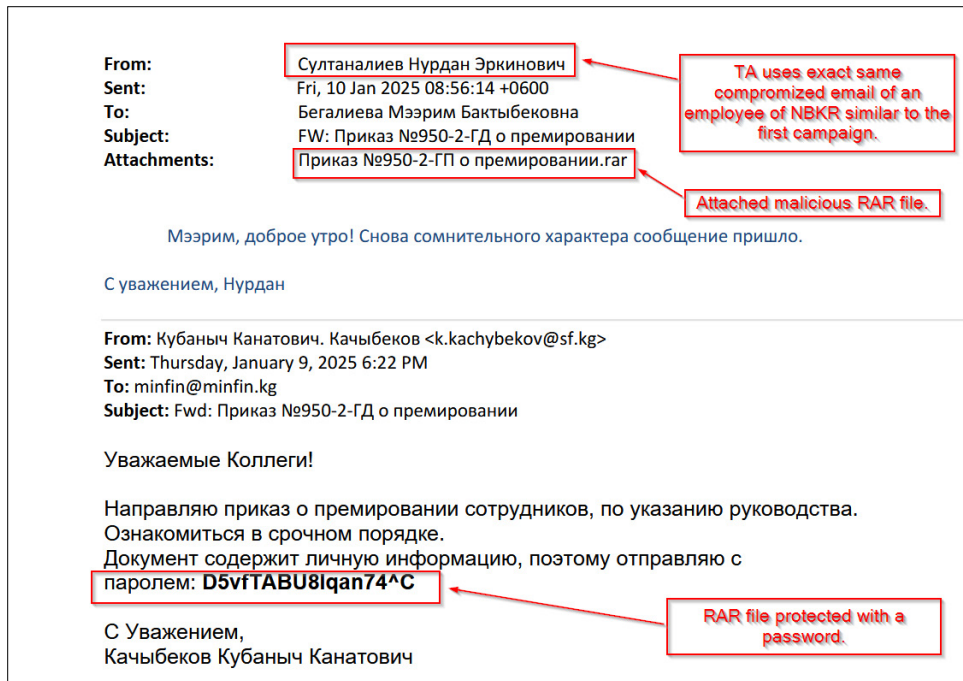 From: Султаналиев Нурдан Эркинович
Sent: Fri, 10 Jan 2025 08:56:14 +0600
To: Бегалиева Мээрим Бактыбековна
Subject: FW: Приказ №950-2-ГД о премировании
Attachments: Приказ №950-2-ГП о премировании.rar
TA uses exact same
compromized email of an
employee of NBKR similar to the
first campaign.
Attached malicious RAR file.
Мээрим, доброе утро! Снова сомнительного характера сообщение пришло.
С уважением, Нурдан
From: Кубаныч Канатович. Качыбеков <k.kachybekov@sf.kg>
Sent: Thursday, January 9, 2025 6:22 PM
To: minfin@minfin.kg
Subject: Fwd: Приказ №950-2-ГД о премировании
Уважаемые Коллеги!
Направляю приказ о премировании сотрудников, по указанию руководства.
Ознакомиться в срочном порядке.
Документ содержит личную информацию, поэтому отправляю с
паролем: D5vfTABU8lqan74^C
RAR file protected with a
password.
С Уважением,
Качыбеков Кубаныч Канатович